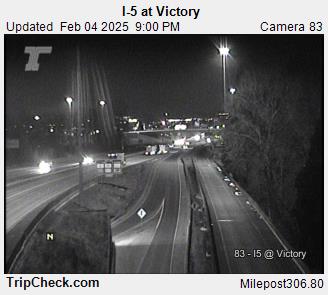 I-5 at Victory
Updated  Feb 04 2025  9:00 PM
Camera 83
T
N
83 - I5 @ Victory
TripCheck.com
Milepost306.80